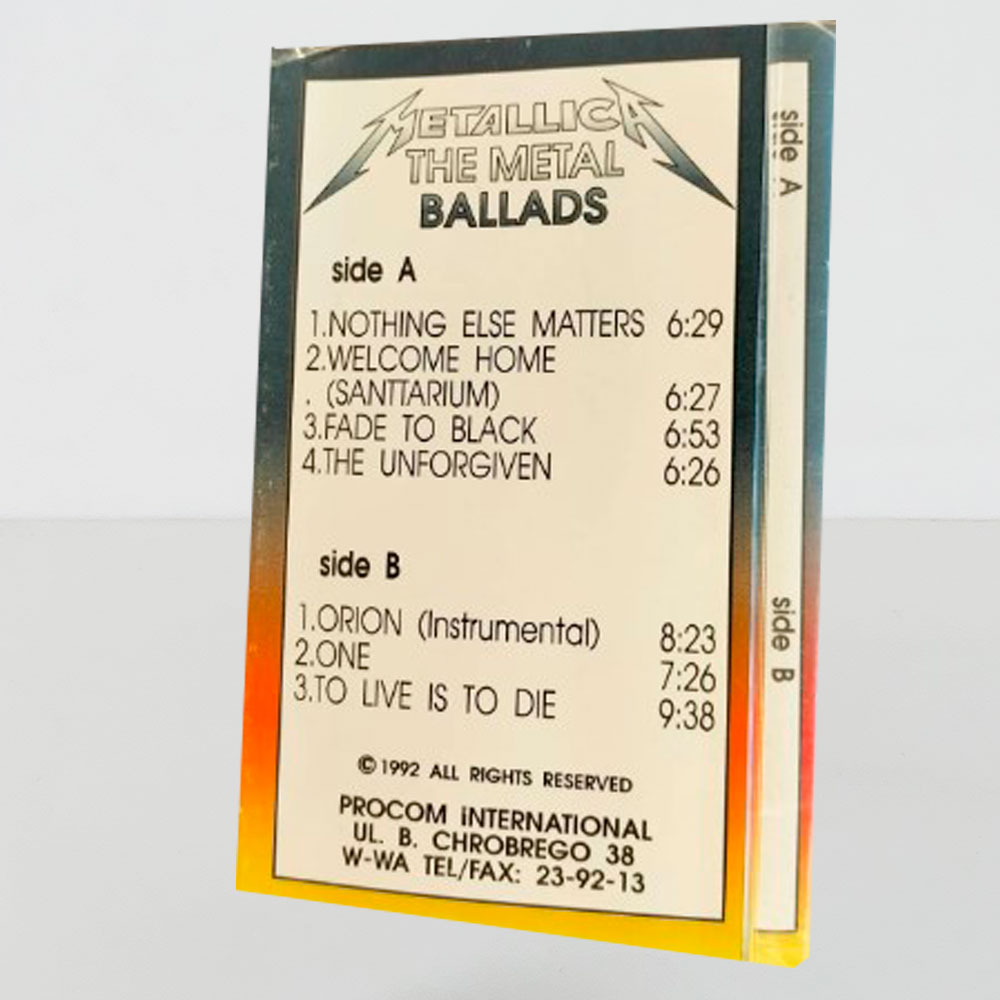 METALLICA
THE METAL
BALLADS
side A
1.NOTHING ELSE MATTERS 6:29
2.WELCOME HOME
. (SANTTARIUM) 6:27
3.FADE TO BLACK 6:53
4.THE UNFORGIVEN 6:26
side B
1.ORION (Instrumental) 8:23
2.ONE 7:26
3.TO LIVE IS TO DIE 9:38
©1992 ALL RIGHTS RESERVED
PROCOM INTERNATIONAL
UL. B. CHROBREGO 38
W-WA TEL/FAX: 23-92-13
side A
side B